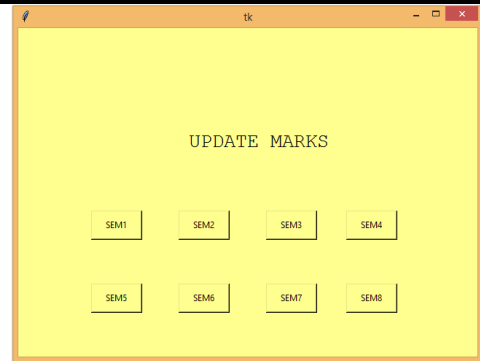 tk
UPDATE MARKS
SEM1 SEM2 SEM3 SEM4
SEM5 SEM6 SEM7 SEM8